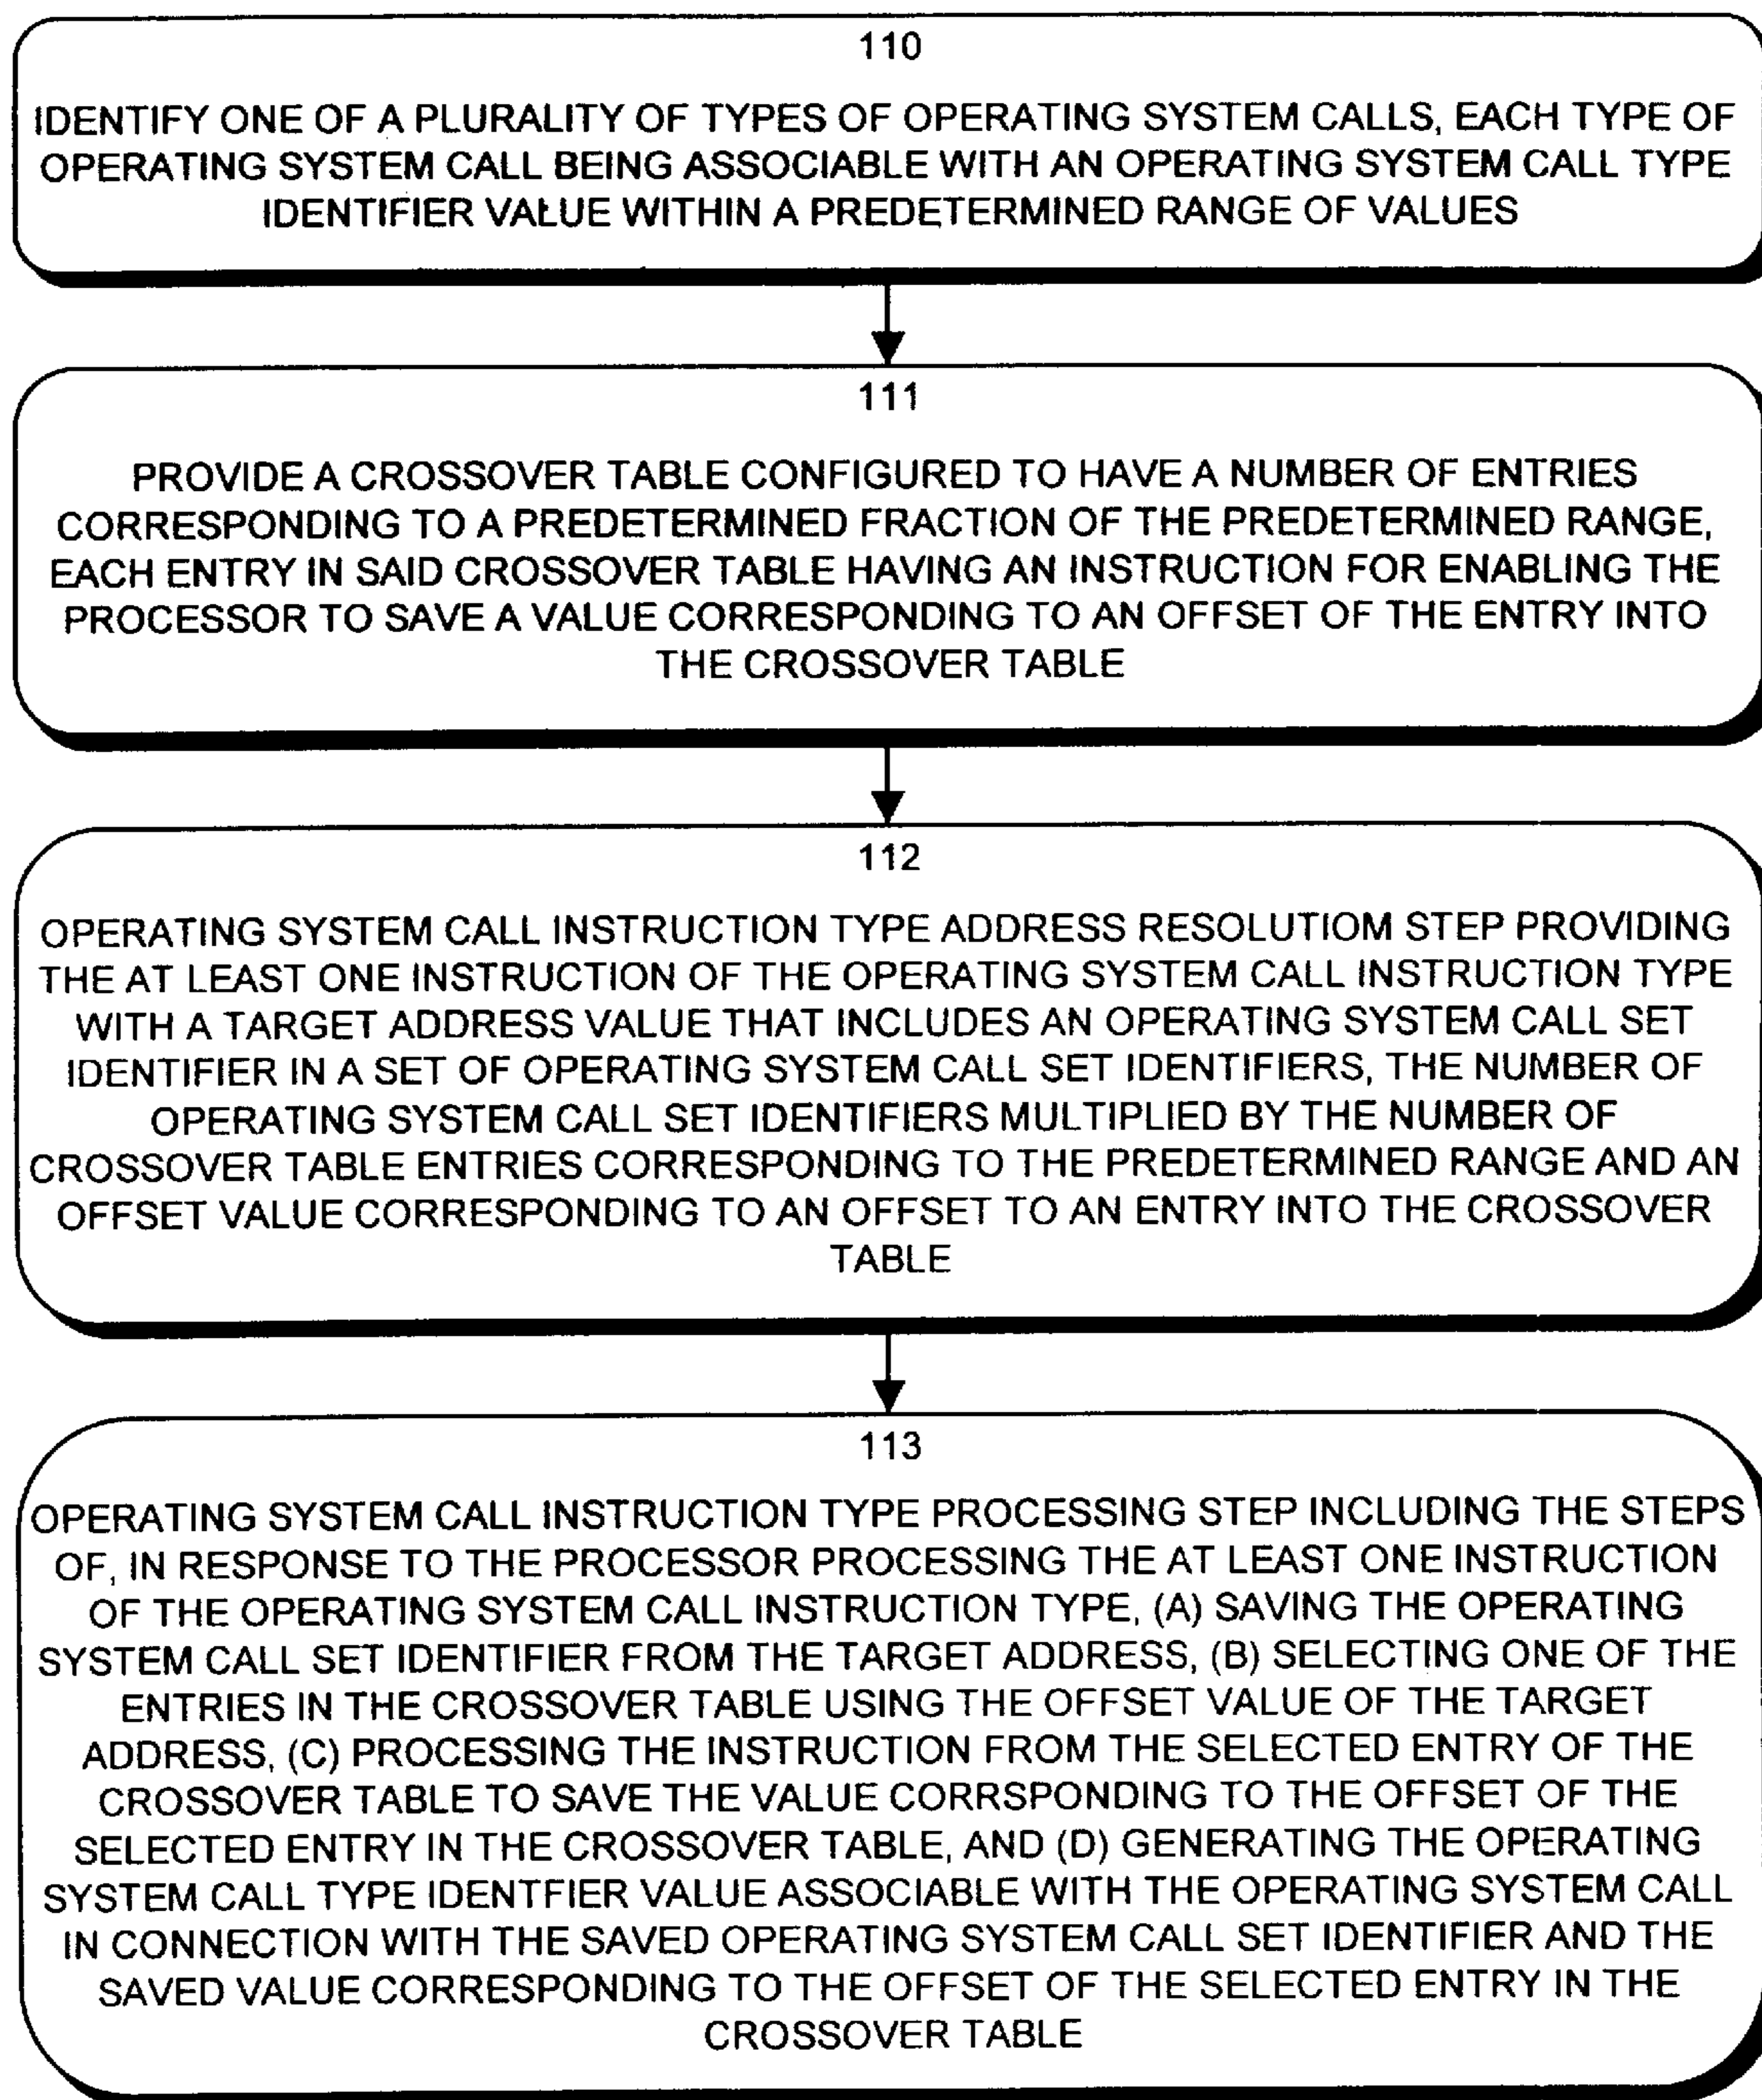 110
IDENTIFY ONE OF A PLURALITY OF TYPES OF OPERATING SYSTEM CALLS, EACH TYPE OF
OPERATING SYSTEM CALL BEING ASSOCIABLE WITH AN OPERATING SYSTEM CALL TYPE
IDENTIFIER VALUE WITHIN A PREDETERMINED RANGE OF VALUES
111
PROVIDE A CROSSOVER TABLE CONFIGURED TO HAVE A NUMBER OF ENTRIES
CORRESPONDING TO A PREDETERMINED FRACTION OF THE PREDETERMINED RANGE,
EACH ENTRY IN SAID CROSSOVER TABLE HAVING AN INSTRUCTION FOR ENABLING THE
PROCESSOR TO SAVE A VALUE CORRESPONDING TO AN OFFSET OF THE ENTRY INTO
THE CROSSOVER TABLE
112
OPERATING SYSTEM CALL INSTRUCTION TYPE ADDRESS RESOLUTIOM STEP PROVIDING
THE AT LEAST ONE INSTRUCTION OF THE OPERATING SYSTEM CALL INSTRUCTION TYPE
WITH A TARGET ADDRESS VALUE THAT INCLUDES AN OPERATING SYSTEM CALL SET
IDENTIFIER IN A SET OF OPERATING SYSTEM CALL SET IDENTIFIERS, THE NUMBER OF
OPERATING SYSTEM CALL SET IDENTIFIERS MULTIPLIED BY THE NUMBER OF
CROSSOVER TABLE ENTRIES CORRESPONDING TO THE PREDETERMINED RANGE AND AN
OFFSET VALUE CORRESPONDING TO AN OFFSET TO AN ENTRY INTO THE CROSSOVER
TABLE
113
OPERATING SYSTEM CALL INSTRUCTION TYPE PROCESSING STEP INCLUDING THE STEPS
OF, IN RESPONSE TO THE PROCESSOR PROCESSING THE AT LEAST ONE INSTRUCTION
OF THE OPERATING SYSTEM CALL INSTRUCTION TYPE, (A) SAVING THE OPERATING
SYSTEM CALL SET IDENTIFIER FROM THE TARGET ADDRESS, (B) SELECTING ONE OF THE
ENTRIES IN THE CROSSOVER TABLE USING THE OFFSET VALUE OF THE TARGET
ADDRESS, (C) PROCESSING THE INSTRUCTION FROM THE SELECTED ENTRY OF THE
CROSSOVER TABLE TO SAVE THE VALUE CORRSPONDING TO THE OFFSET OF THE
SELECTED ENTRY IN THE CROSSOVER TABLE, AND (D) GENERATING THE OPERATING
SYSTEM CALL TYPE IDENTFIER VALUE ASSOCIABLE WITH THE OPERATING SYSTEM CALL
IN CONNECTION WITH THE SAVED OPERATING SYSTEM CALL SET IDENTIFIER AND THE
SAVED VALUE CORRESPONDING TO THE OFFSET OF THE SELECTED ENTRY IN THE
CROSSOVER TABLE